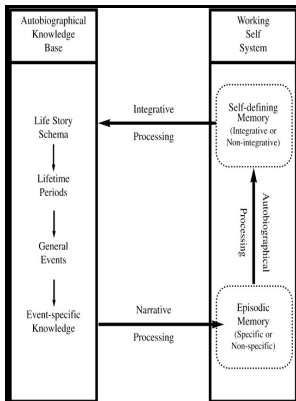 Autobiographical
Knowledge
Base
Working
Self
System
Life Story
Schema
Lifetime
Periods
General
Events
Event-specific
Knowledge
Integrative
Processing
Narrative
Processing
Self-defining
Memory
(Integrative or
Non-integrative)
Autobiographical
Processing
Episodic
Memory
(Specific or
Non-specific)